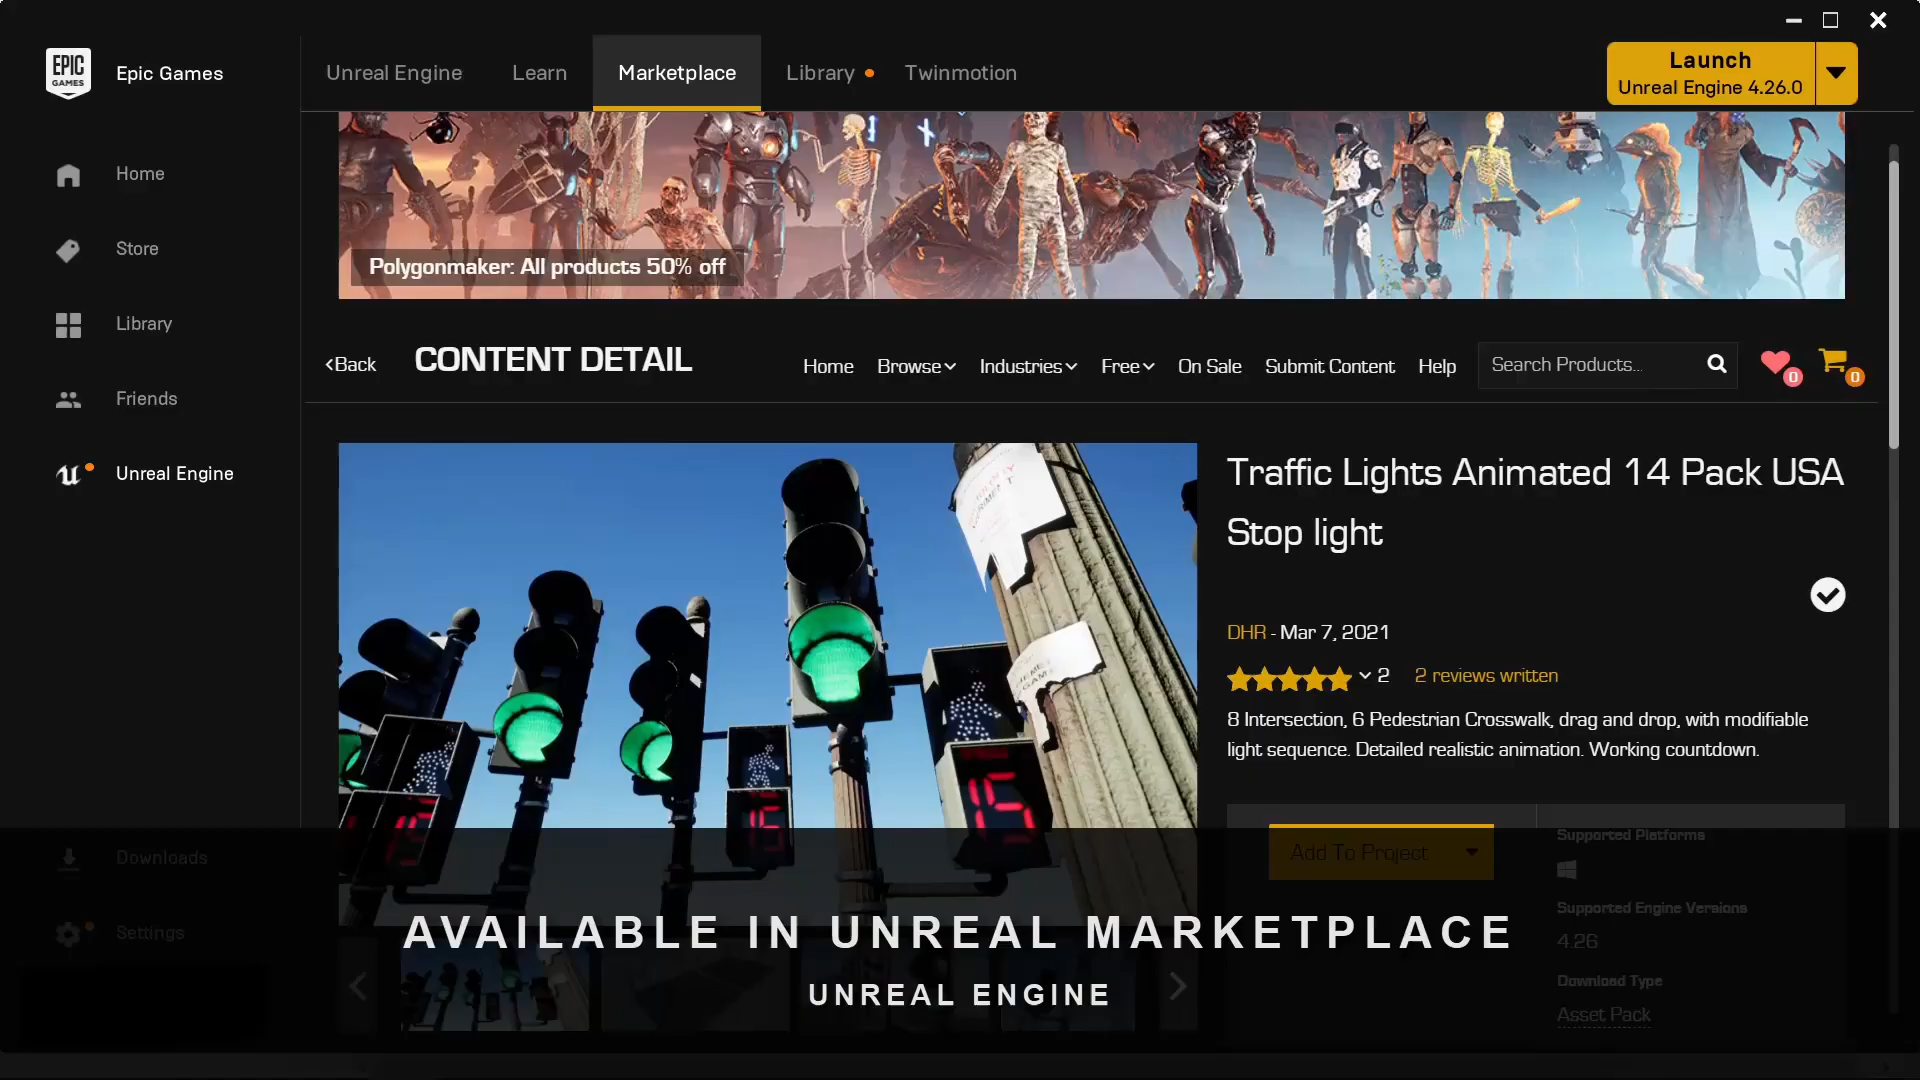 EPIC
GAMES
Epic Games
Unreal Engine
Learn
Marketplace
Library
Twinmotion
Launch
Unreal Engine 4.26.0
Home
Store
Library
Friends
Unreal Engine
Downloads
Settings
Polygonmaker: All products 50% off
Back
CONTENT DETAIL
Home
Browse
Industries
Free
On Sale
Submit Content
Help
Search Products...
0
0
Traffic Lights Animated 14 Pack USA
Stop light
DHR - Mar 7, 2021
2
2 reviews written
8 Intersection, 6 Pedestrian Crosswalk, drag and drop, with modifiable
light sequence. Detailed realistic animation. Working countdown.
15
15
15
Add To Project
Supported Platforms
Supported Engine Versions
4.26
Download Type
Asset Pack
AVAILABLE IN UNREAL MARKETPLACE
UNREAL ENGINE